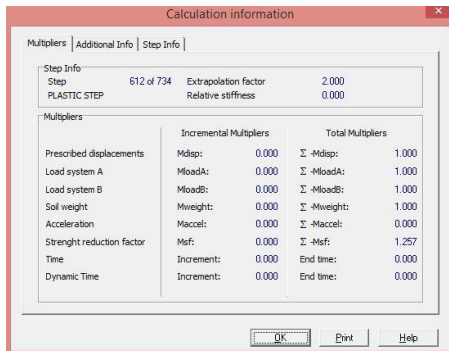 Calculation information
Multipliers Additional Info Step Info
Step Info
Step 612 of 734 Extrapolation factor 2.000
PLASTIC STEP Relative stiffness 0.000
Multipliers
Incremental Multipliers Total Multipliers
Prescribed displacements Mdisp: 0.000 Σ -Mdisp: 1.000
Load system A MloadA: 0.000 Σ -MloadA: 1.000
Load system B MloadB: 0.000 Σ -MloadB: 1.000
Soil weight Mweight: 0.000 Σ -Mweight: 1.000
Acceleration Maccel: 0.000 Σ -Maccel: 0.000
Strenght reduction factor Msf: 0.000 Σ -Msf: 1.257
Time Increment: 0.000 End time: 0.000
Dynamic Time Increment: 0.000 End time: 0.000
OK Print Help